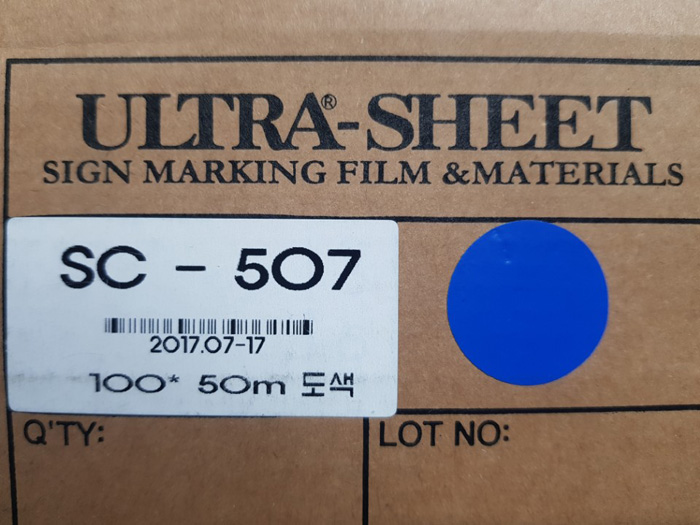 ULTRA®-SHEET
SIGN MARKING FILM &MATERIALS
SC - 507
2017.07-17
100* 50m 도색
Q'TY:
LOT NO: